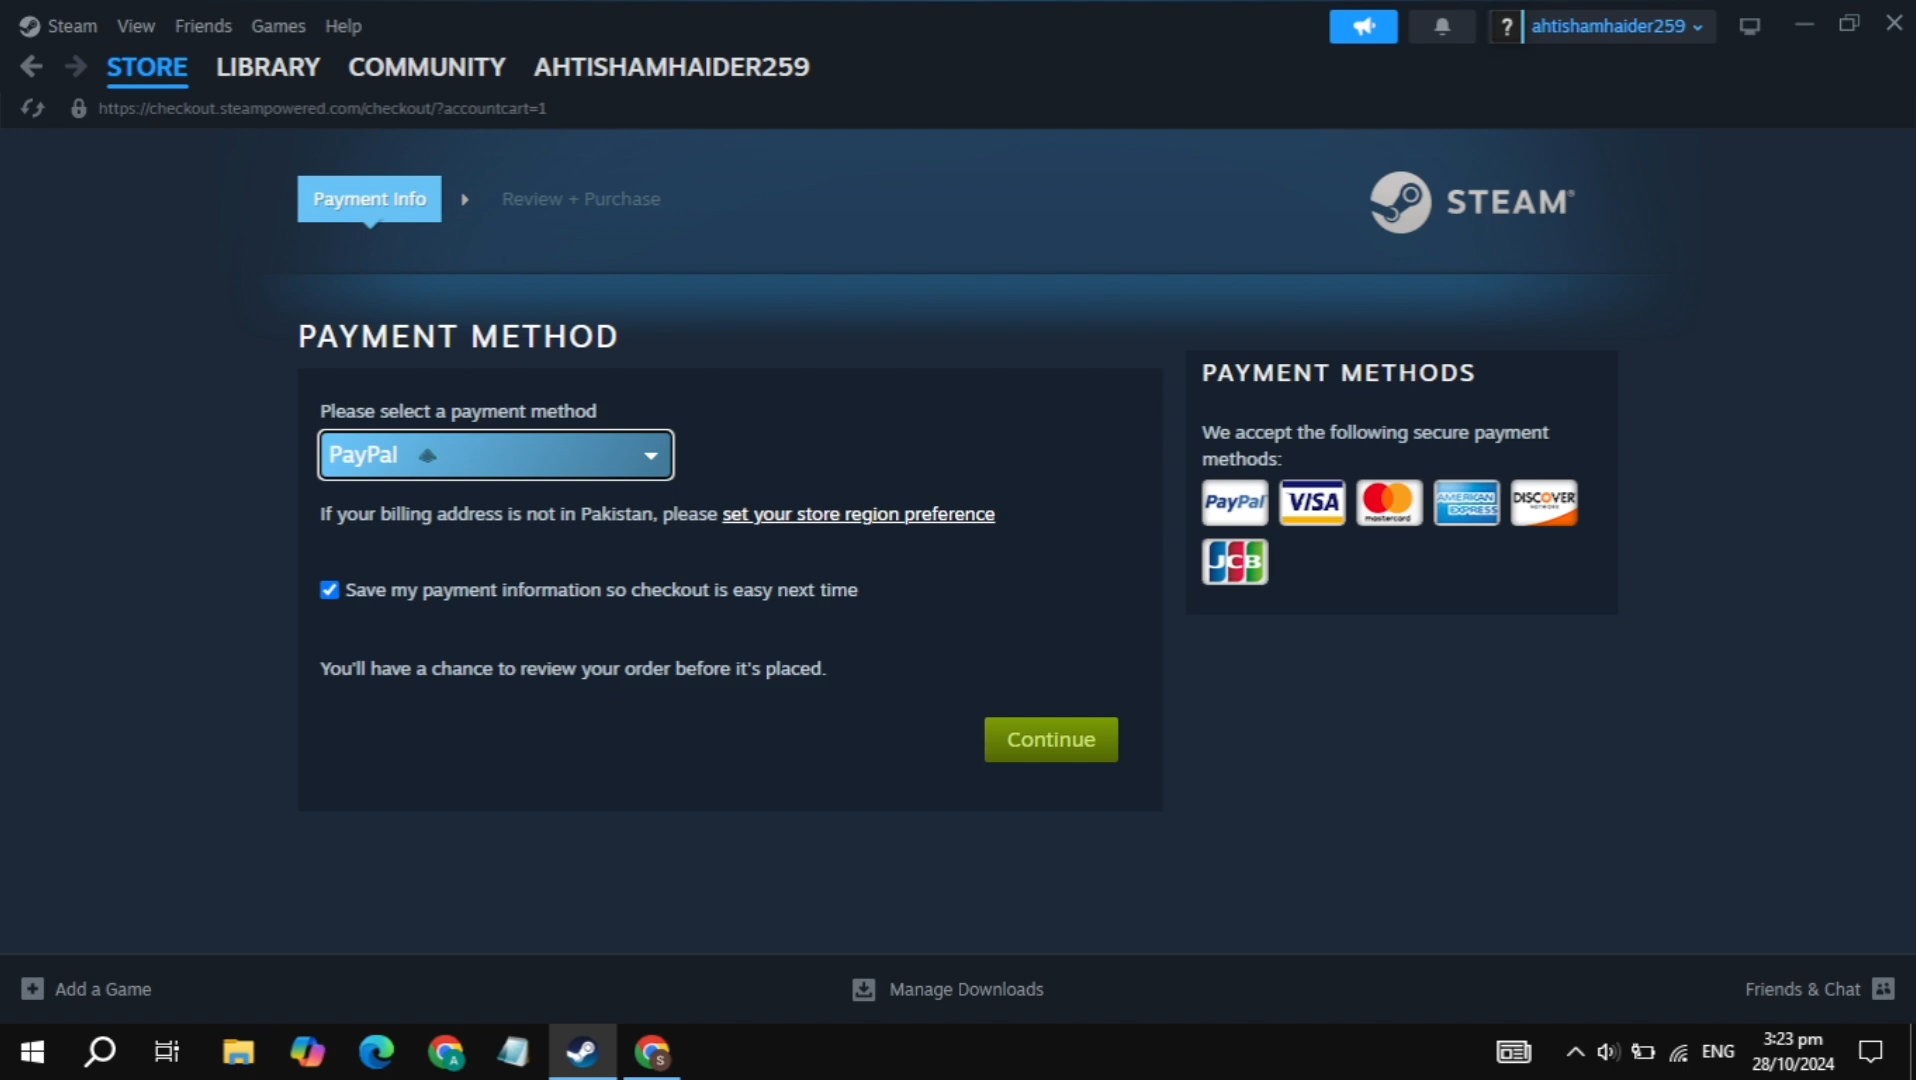 Steam View Friends Games Help
? ahtishamhaider259
STORE LIBRARY COMMUNITY AHTISHAMHAIDER259
https://checkout.steampowered.com/checkout/?accountcart=1
Payment Info Review + Purchase
STEAM®
PAYMENT METHOD
Please select a payment method
PayPal
If your billing address is not in Pakistan, please set your store region preference
Save my payment information so checkout is easy next time
You'll have a chance to review your order before it's placed.
Continue
PAYMENT METHODS
We accept the following secure payment
methods:
PayPal VISA mastercard AMERICAN EXPRESS DISCOVER NETWORK
JCB
Add a Game Manage Downloads Friends & Chat
A S ENG 3:23 pm
28/10/2024